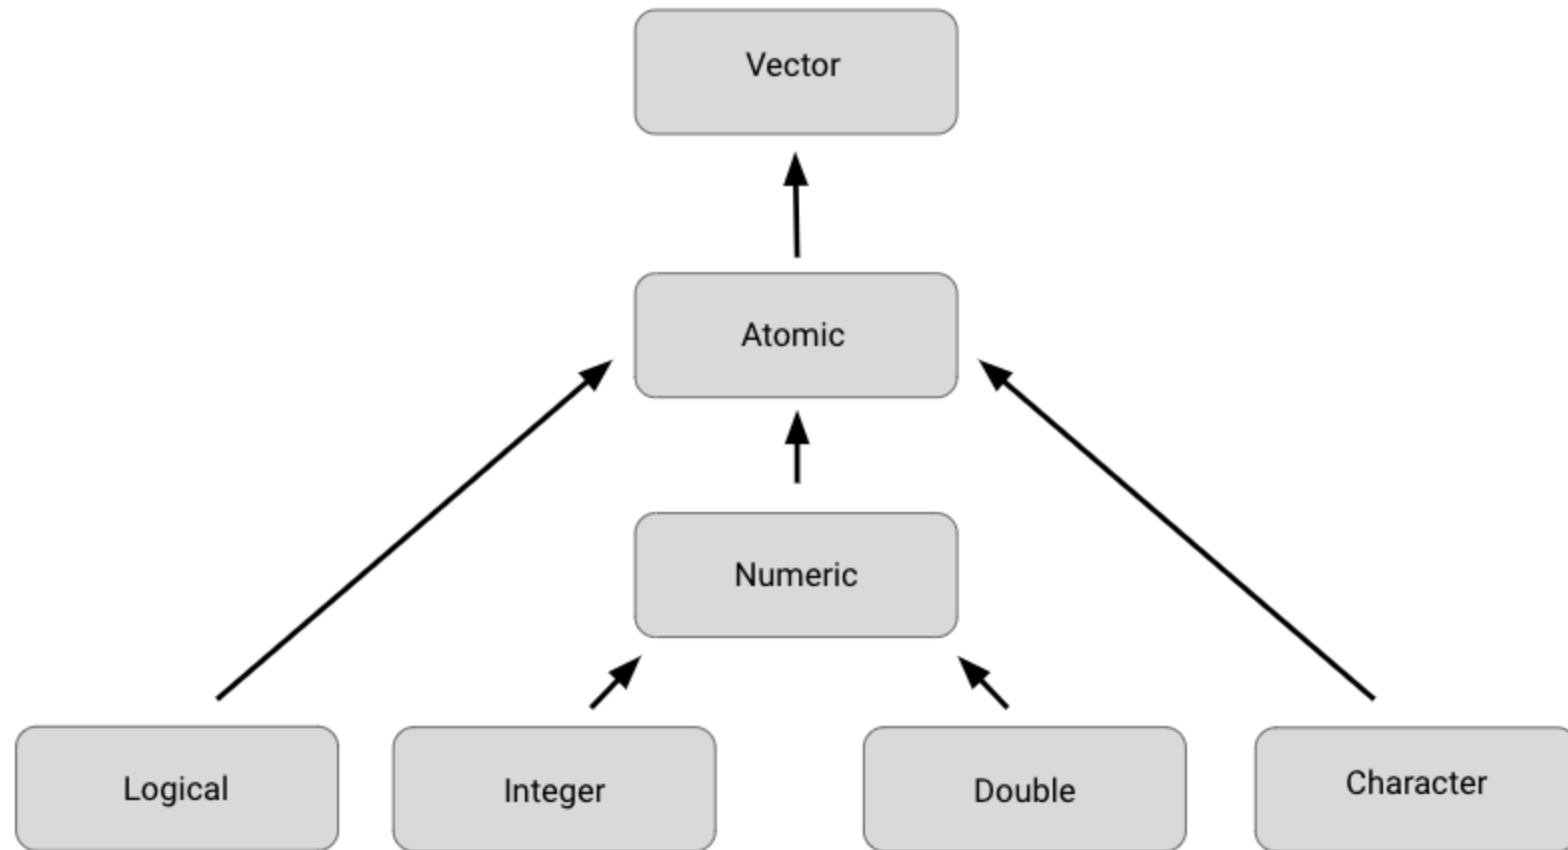 Vector
Atomic
Numeric
Logical
Integer
Double
Character